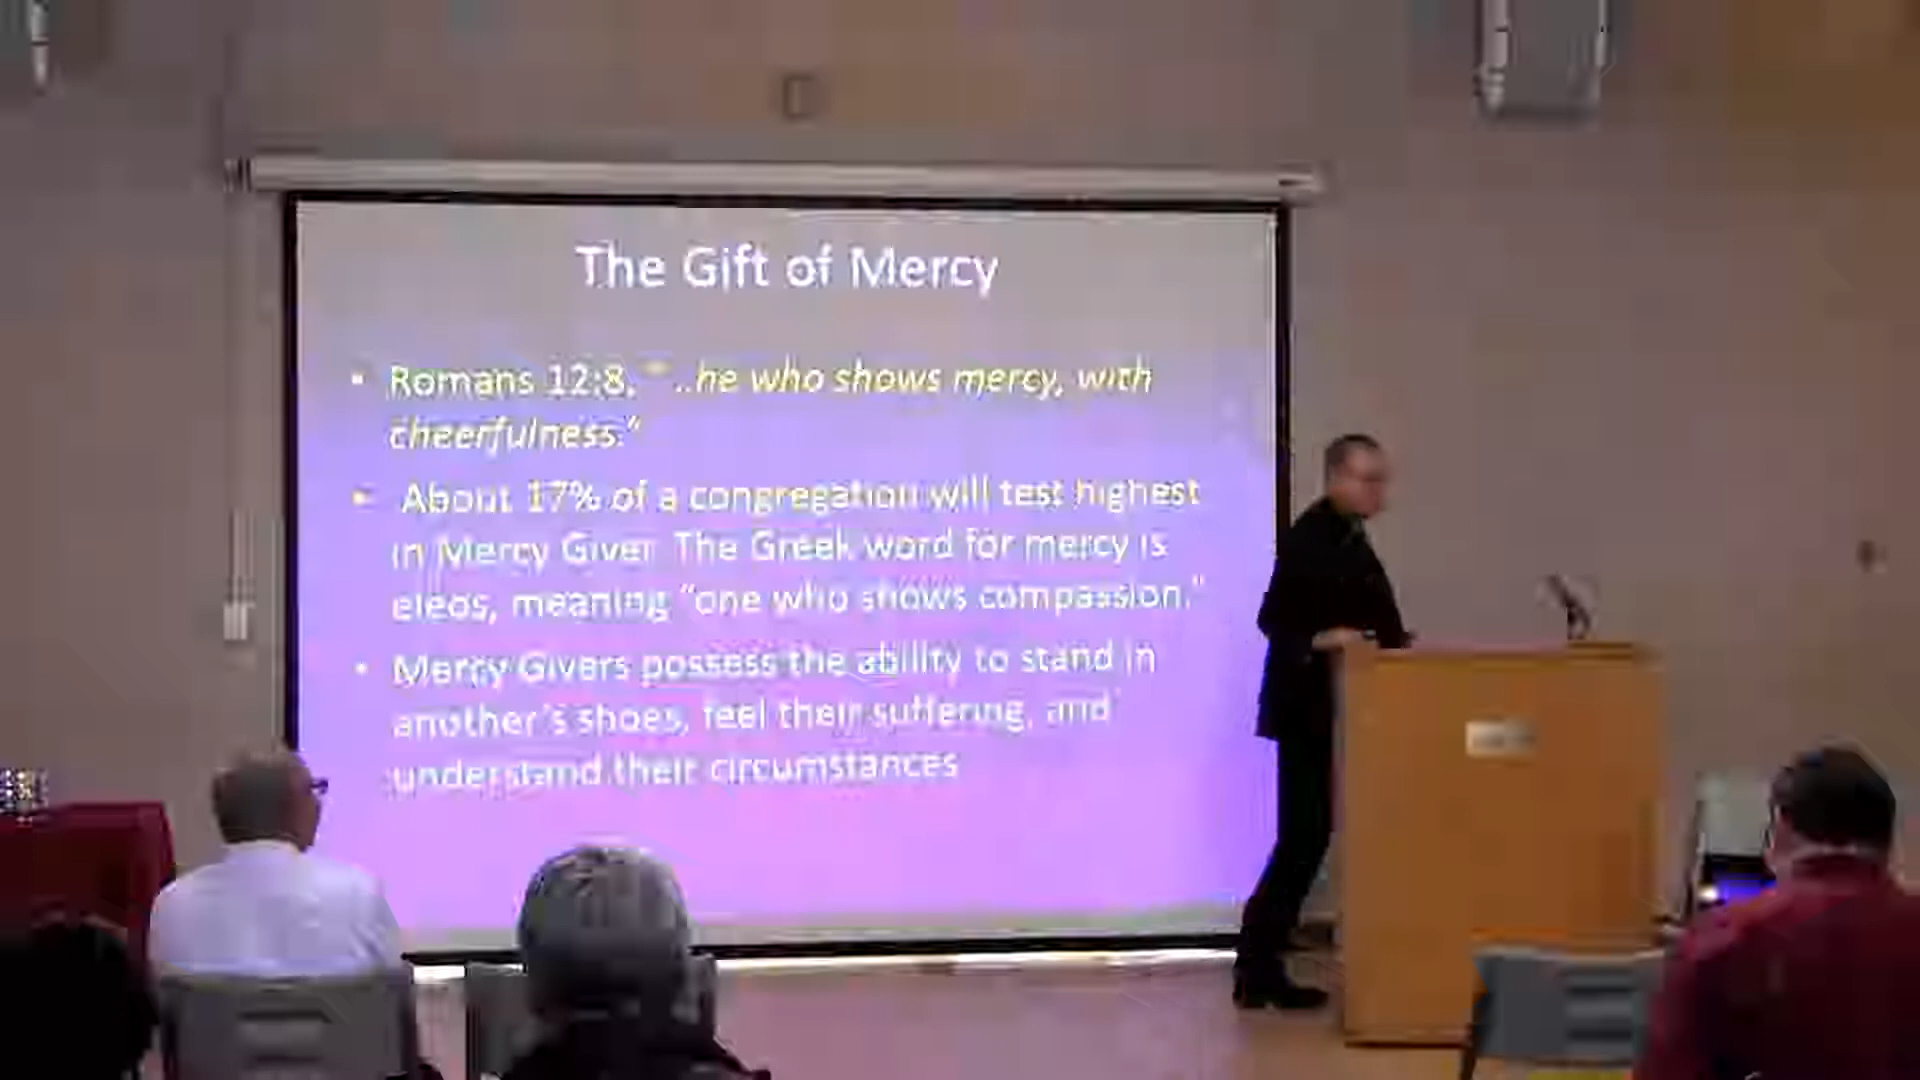 The Gift of Mercy
• Romans 12:8, "...he who shows mercy, with
cheerfulness."
• About 17% of a congregation will test highest
in Mercy Giver. The Greek word for mercy is
eleos, meaning "one who shows compassion."
• Mercy Givers possess the ability to stand in
another's shoes, feel their suffering, and
understand their circumstances